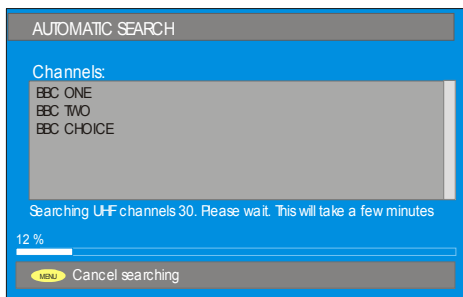 AUTOMATIC SEARCH
Channels:
BBC ONE
BBC TWO
BBC CHOICE
Searching UHF channels 30. Please wait. This will take a few minutes
12 %
MENU Cancel searching